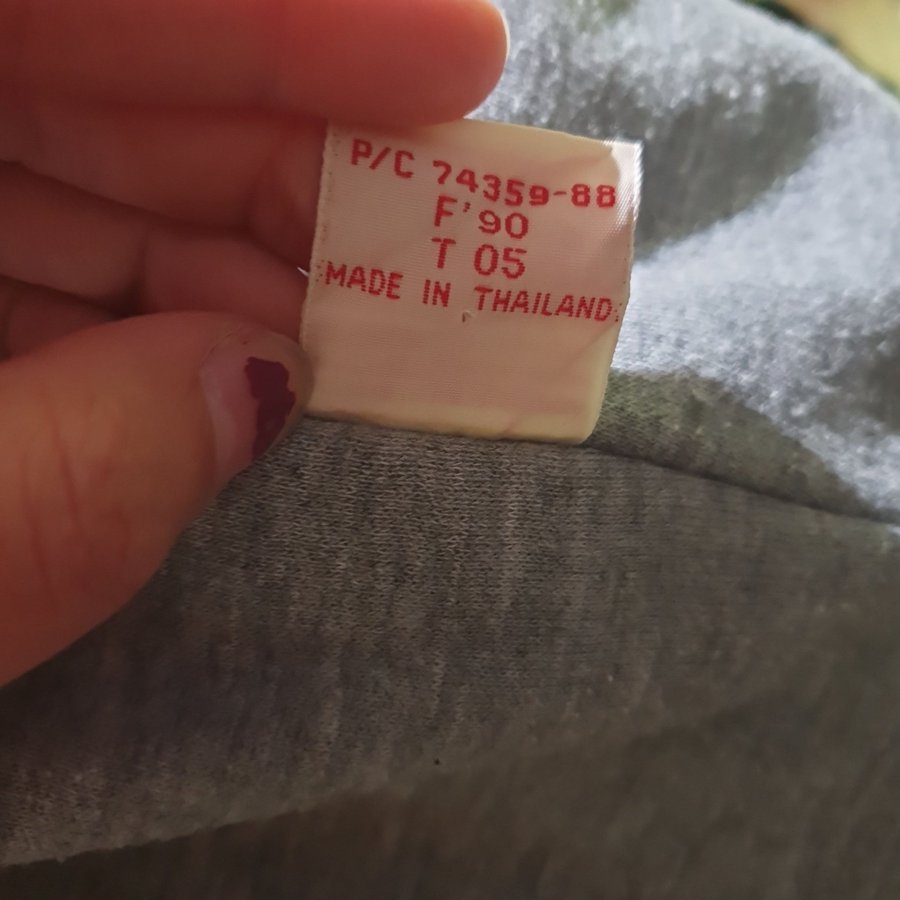 P/C 74359-88
F'90
T 05
MADE IN THAILAND